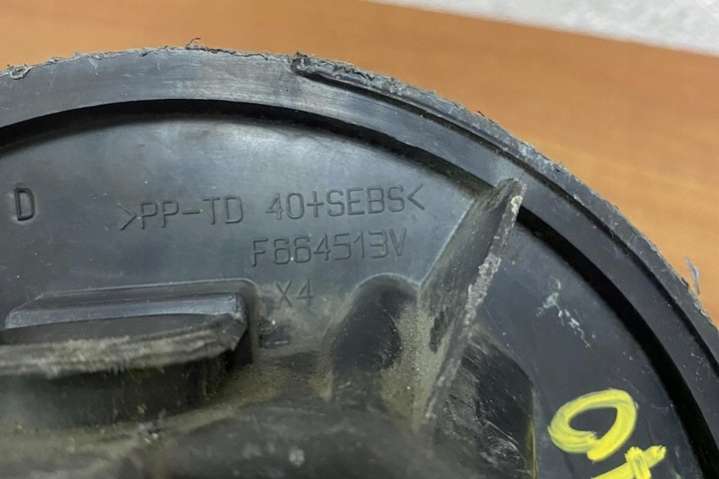 D >PP-TD 40+SEBS<
F664513V
X4